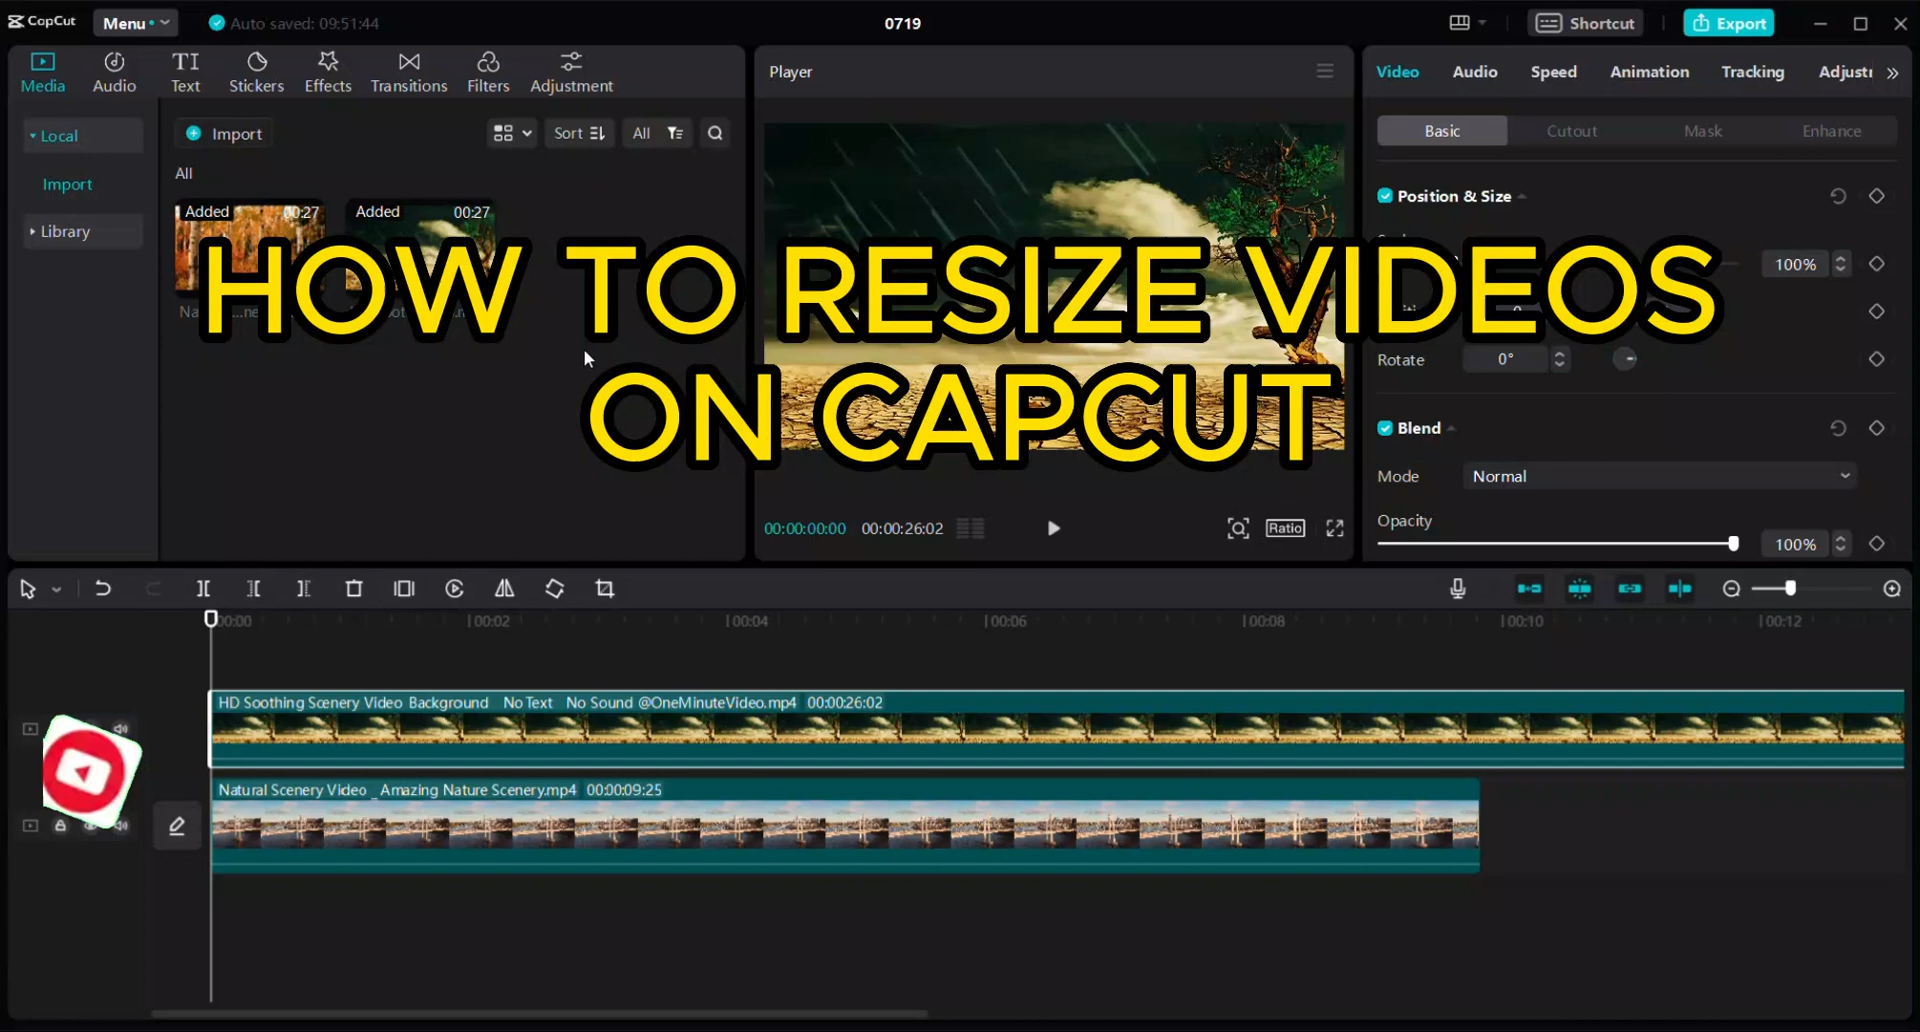 CapCut
Menu
Auto saved: 09:51:44
0719
Shortcut
Export
Media
Audio
Text
Stickers
Effects
Transitions
Filters
Adjustment
Local
Import
Library
Import
Sort
All
All
Added 00:27
Added 00:27
Player
Video
Audio
Speed
Animation
Tracking
Basic
Cutout
Mask
Enhance
Position & Size
100%
HOW TO RESIZE VIDEOS
ON CAPCUT
Rotate
0°
Blend
Mode
Normal
Opacity
100%
00:00:00:00
00:00:26:02
Ratio
00:00
00:02
00:04
00:06
00:08
00:10
00:12
HD Soothing Scenery Video Background No Text No Sound @OneMinuteVideo.mp4 00:00:26:02
Natural Scenery Video _ Amazing Nature Scenery.mp4 00:00:09:25